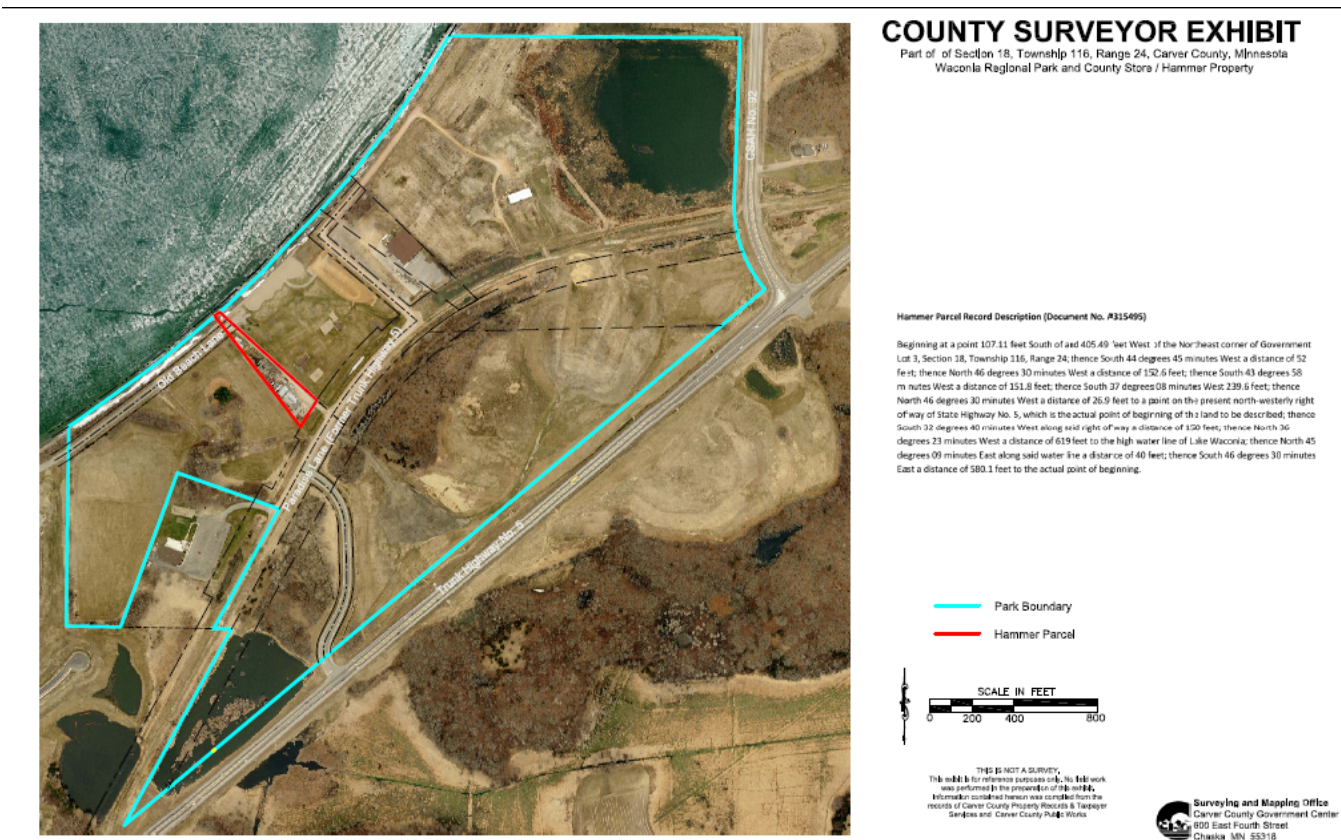 COUNTY SURVEYOR EXHIBIT
Part of of Section 18, Township 116, Range 24, Carver County, Minnesota
Waconia Regional Park and County Store / Hammer Property
CSAH No. 92
Old Beach Lane
Paradise Lane (Former Trunk Highway 5)
Trunk Highway No. 5
Hammer Parcel Record Description (Document No. #315495)
Beginning at a point 107.11 feet South of and 405.49 feet West of the Northeast corner of Government
Lot 3, Section 18, Township 116, Range 24; thence South 44 degrees 45 minutes West a distance of 52
feet; thence North 46 degrees 30 minutes West a distance of 152.6 feet; thence South 43 degrees 58
minutes West a distance of 151.8 feet; thence South 37 degrees 08 minutes West 239.6 feet; thence
North 46 degrees 30 minutes West a distance of 26.9 feet to a point on the present north-westerly right
of way of State Highway No. 5, which is the actual point of beginning of the land to be described; thence
South 32 degrees 40 minutes West along said right of way a distance of 150 feet; thence North 36
degrees 23 minutes West a distance of 619 feet to the high water line of Lake Waconia; thence North 45
degrees 09 minutes East along said water line a distance of 40 feet; thence South 46 degrees 30 minutes
East a distance of 580.1 feet to the actual point of beginning.
Park Boundary
Hammer Parcel
SCALE IN FEET
0 200 400 800
THIS IS NOT A SURVEY.
This exhibit is for reference purposes only. No field work
was performed in the preparation of this exhibit.
Information contained hereon was compiled from the
records of Carver County Property Records & Taxpayer
Services and Carver County Public Works
Surveying and Mapping Office
Carver County Government Center
600 East Fourth Street
Chaska MN 55318